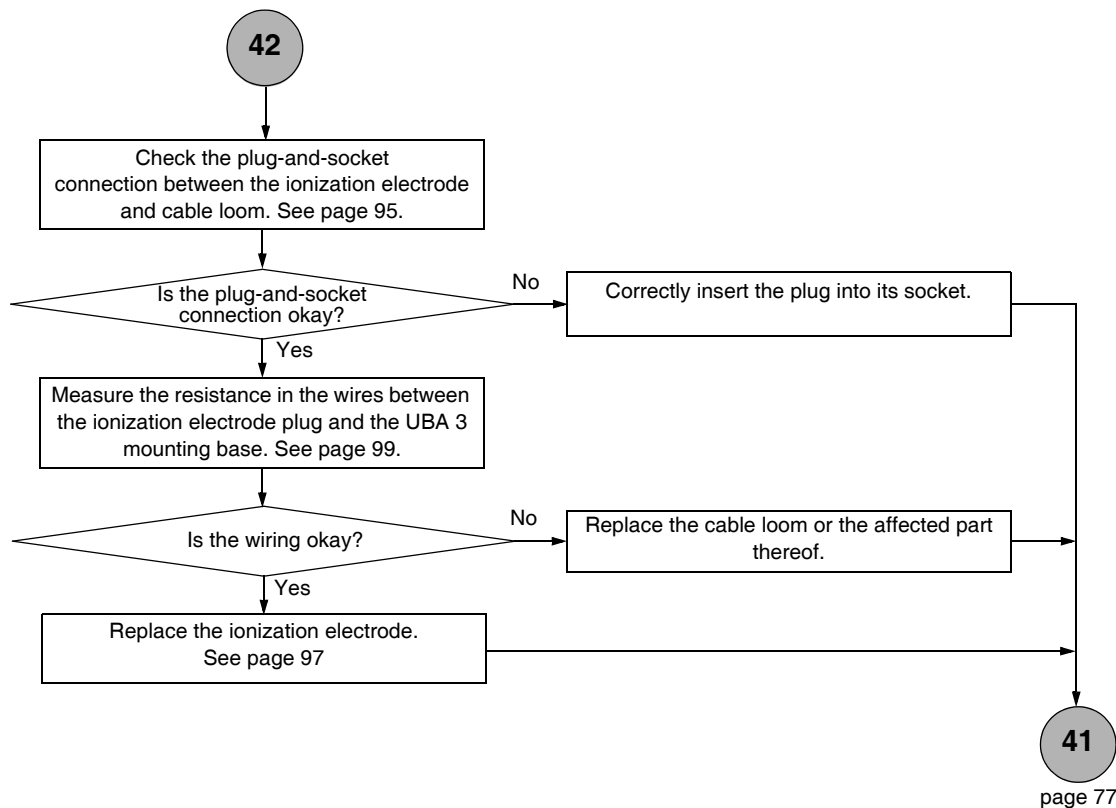 42
Check the plug-and-socket
connection between the ionization electrode
and cable loom. See page 95.
Is the plug-and-socket
connection okay?
No
Correctly insert the plug into its socket.
Yes
Measure the resistance in the wires between
the ionization electrode plug and the UBA 3
mounting base. See page 99.
Is the wiring okay?
No
Replace the cable loom or the affected part
thereof.
Yes
Replace the ionization electrode.
See page 97
41
page 77